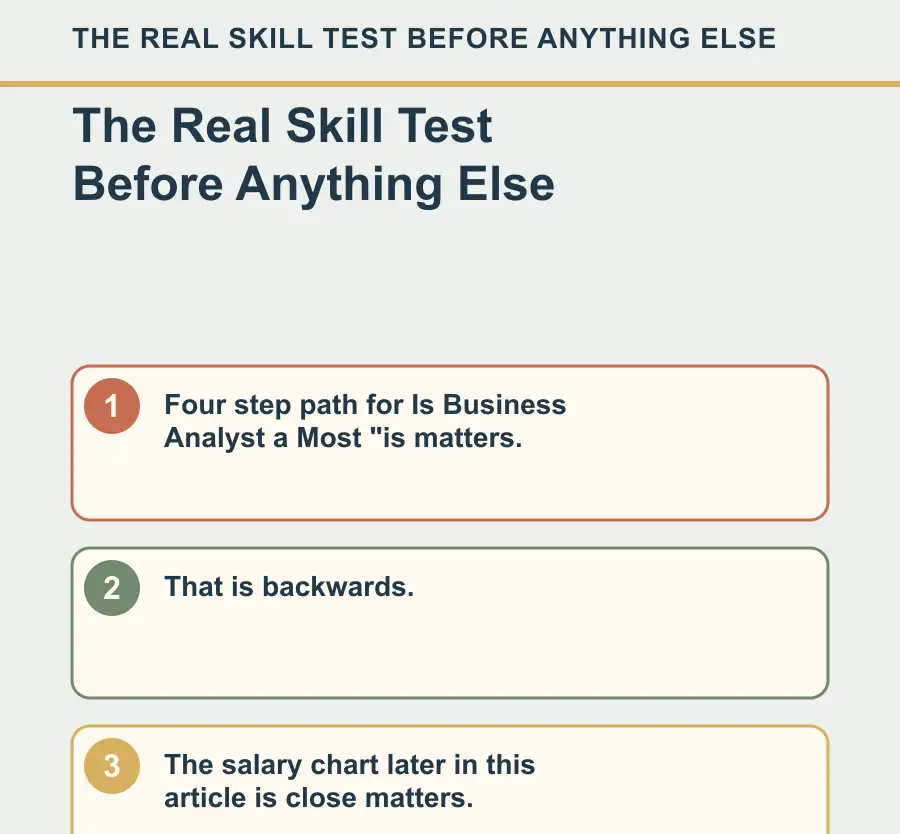 THE REAL SKILL TEST BEFORE ANYTHING ELSE
The Real Skill Test
Before Anything Else
1
Four step path for Is Business
Analyst a Most "is matters.
2
That is backwards.
3
The salary chart later in this
article is close matters.